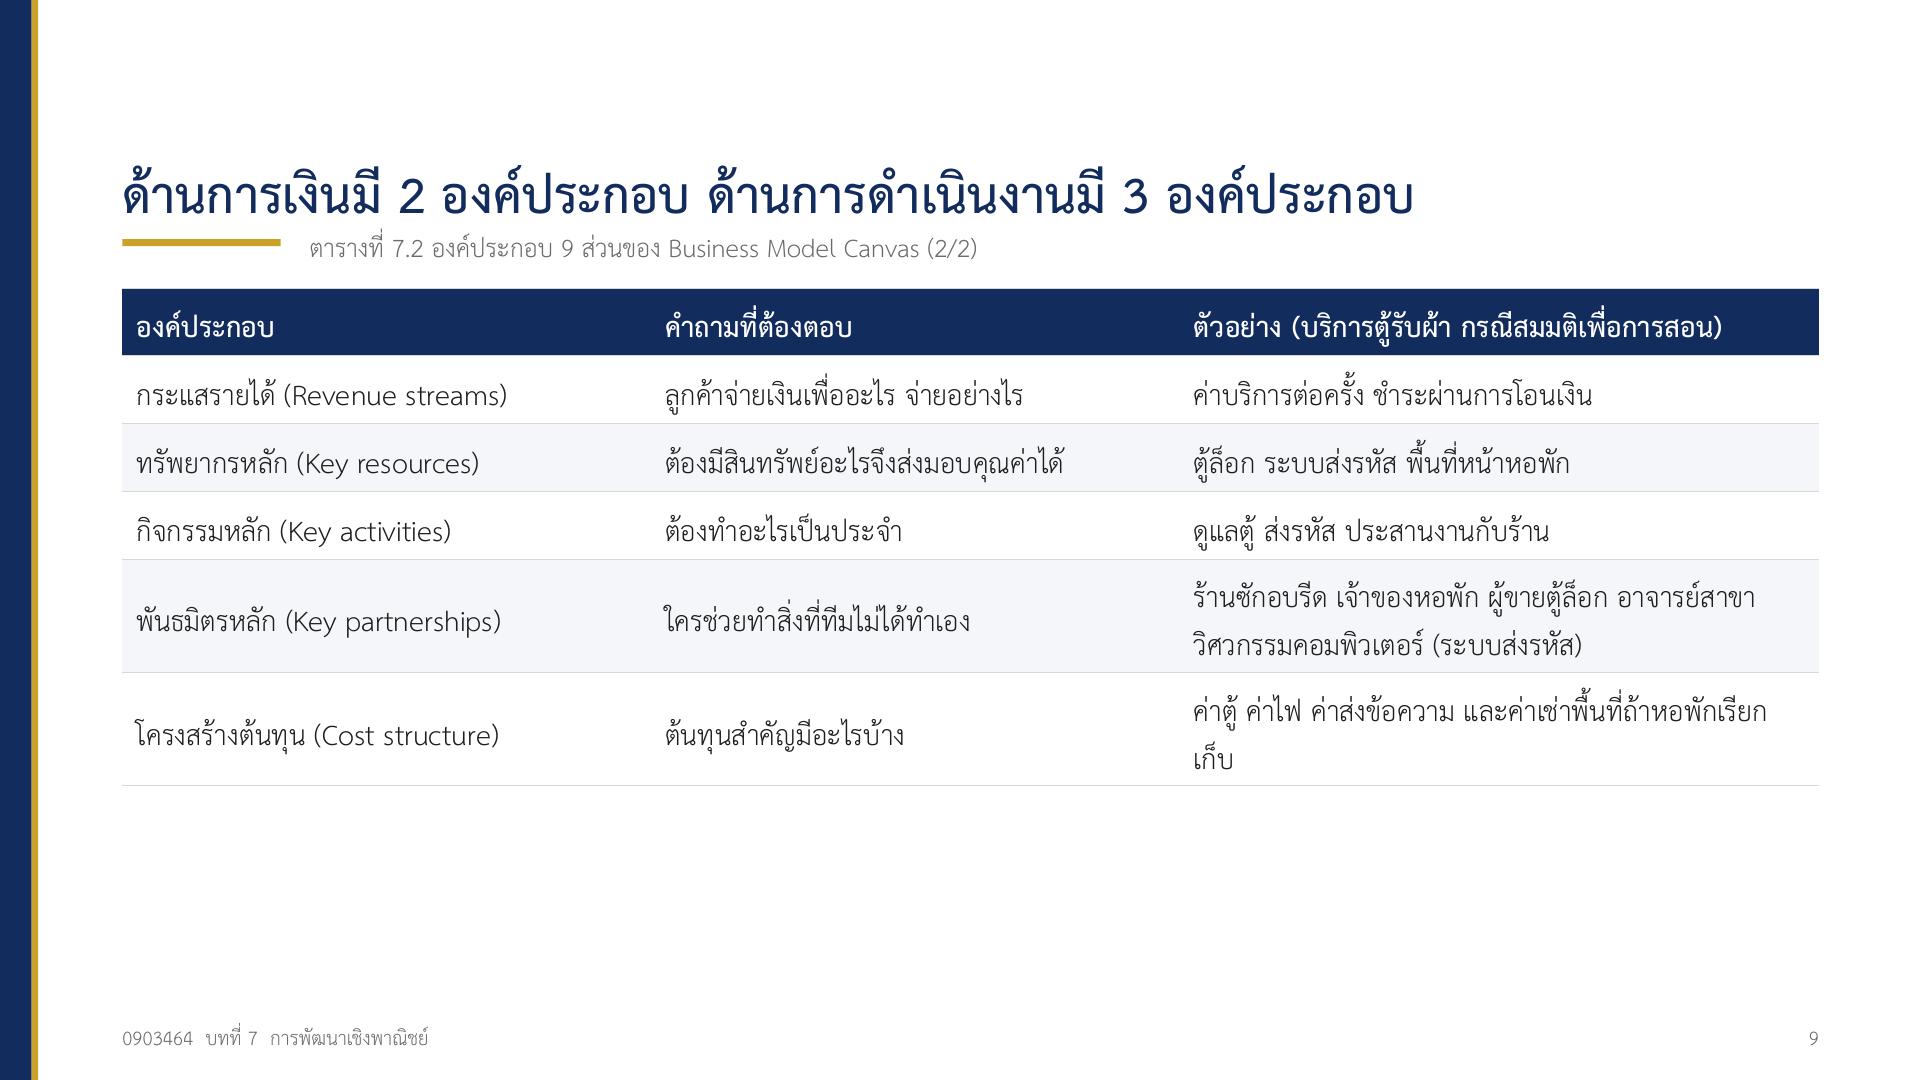 ด้านการเงินมี 2 องค์ประกอบ ด้านการดำเนินงานมี 3 องค์ประกอบ
ตารางที่ 7.2 องค์ประกอบ 9 ส่วนของ Business Model Canvas (2/2)
องค์ประกอบ คำถามที่ต้องตอบ ตัวอย่าง (บริการตู้รับผ้า กรณีสมมติเพื่อการสอน)
กระแสรายได้ (Revenue streams) ลูกค้าจ่ายเงินเพื่ออะไร จ่ายอย่างไร ค่าบริการต่อครั้ง ชำระผ่านการโอนเงิน
ทรัพยากรหลัก (Key resources) ต้องมีสินทรัพย์อะไรจึงส่งมอบคุณค่าได้ ตู้ล็อก ระบบส่งรหัส พื้นที่หน้าหอพัก
กิจกรรมหลัก (Key activities) ต้องทำอะไรเป็นประจำ ดูแลตู้ ส่งรหัส ประสานงานกับร้าน
พันธมิตรหลัก (Key partnerships) ใครช่วยทำสิ่งที่ทีมไม่ได้ทำเอง ร้านซักอบรีด เจ้าของหอพัก ผู้ขายตู้ล็อก อาจารย์สาขา
วิศวกรรมคอมพิวเตอร์ (ระบบส่งรหัส)
โครงสร้างต้นทุน (Cost structure) ต้นทุนสำคัญมีอะไรบ้าง ค่าตู้ ค่าไฟ ค่าส่งข้อความ และค่าเช่าพื้นที่ถ้าหอพักเรียก
เก็บ
0903464 บทที่ 7 การพัฒนาเชิงพาณิชย์ 9